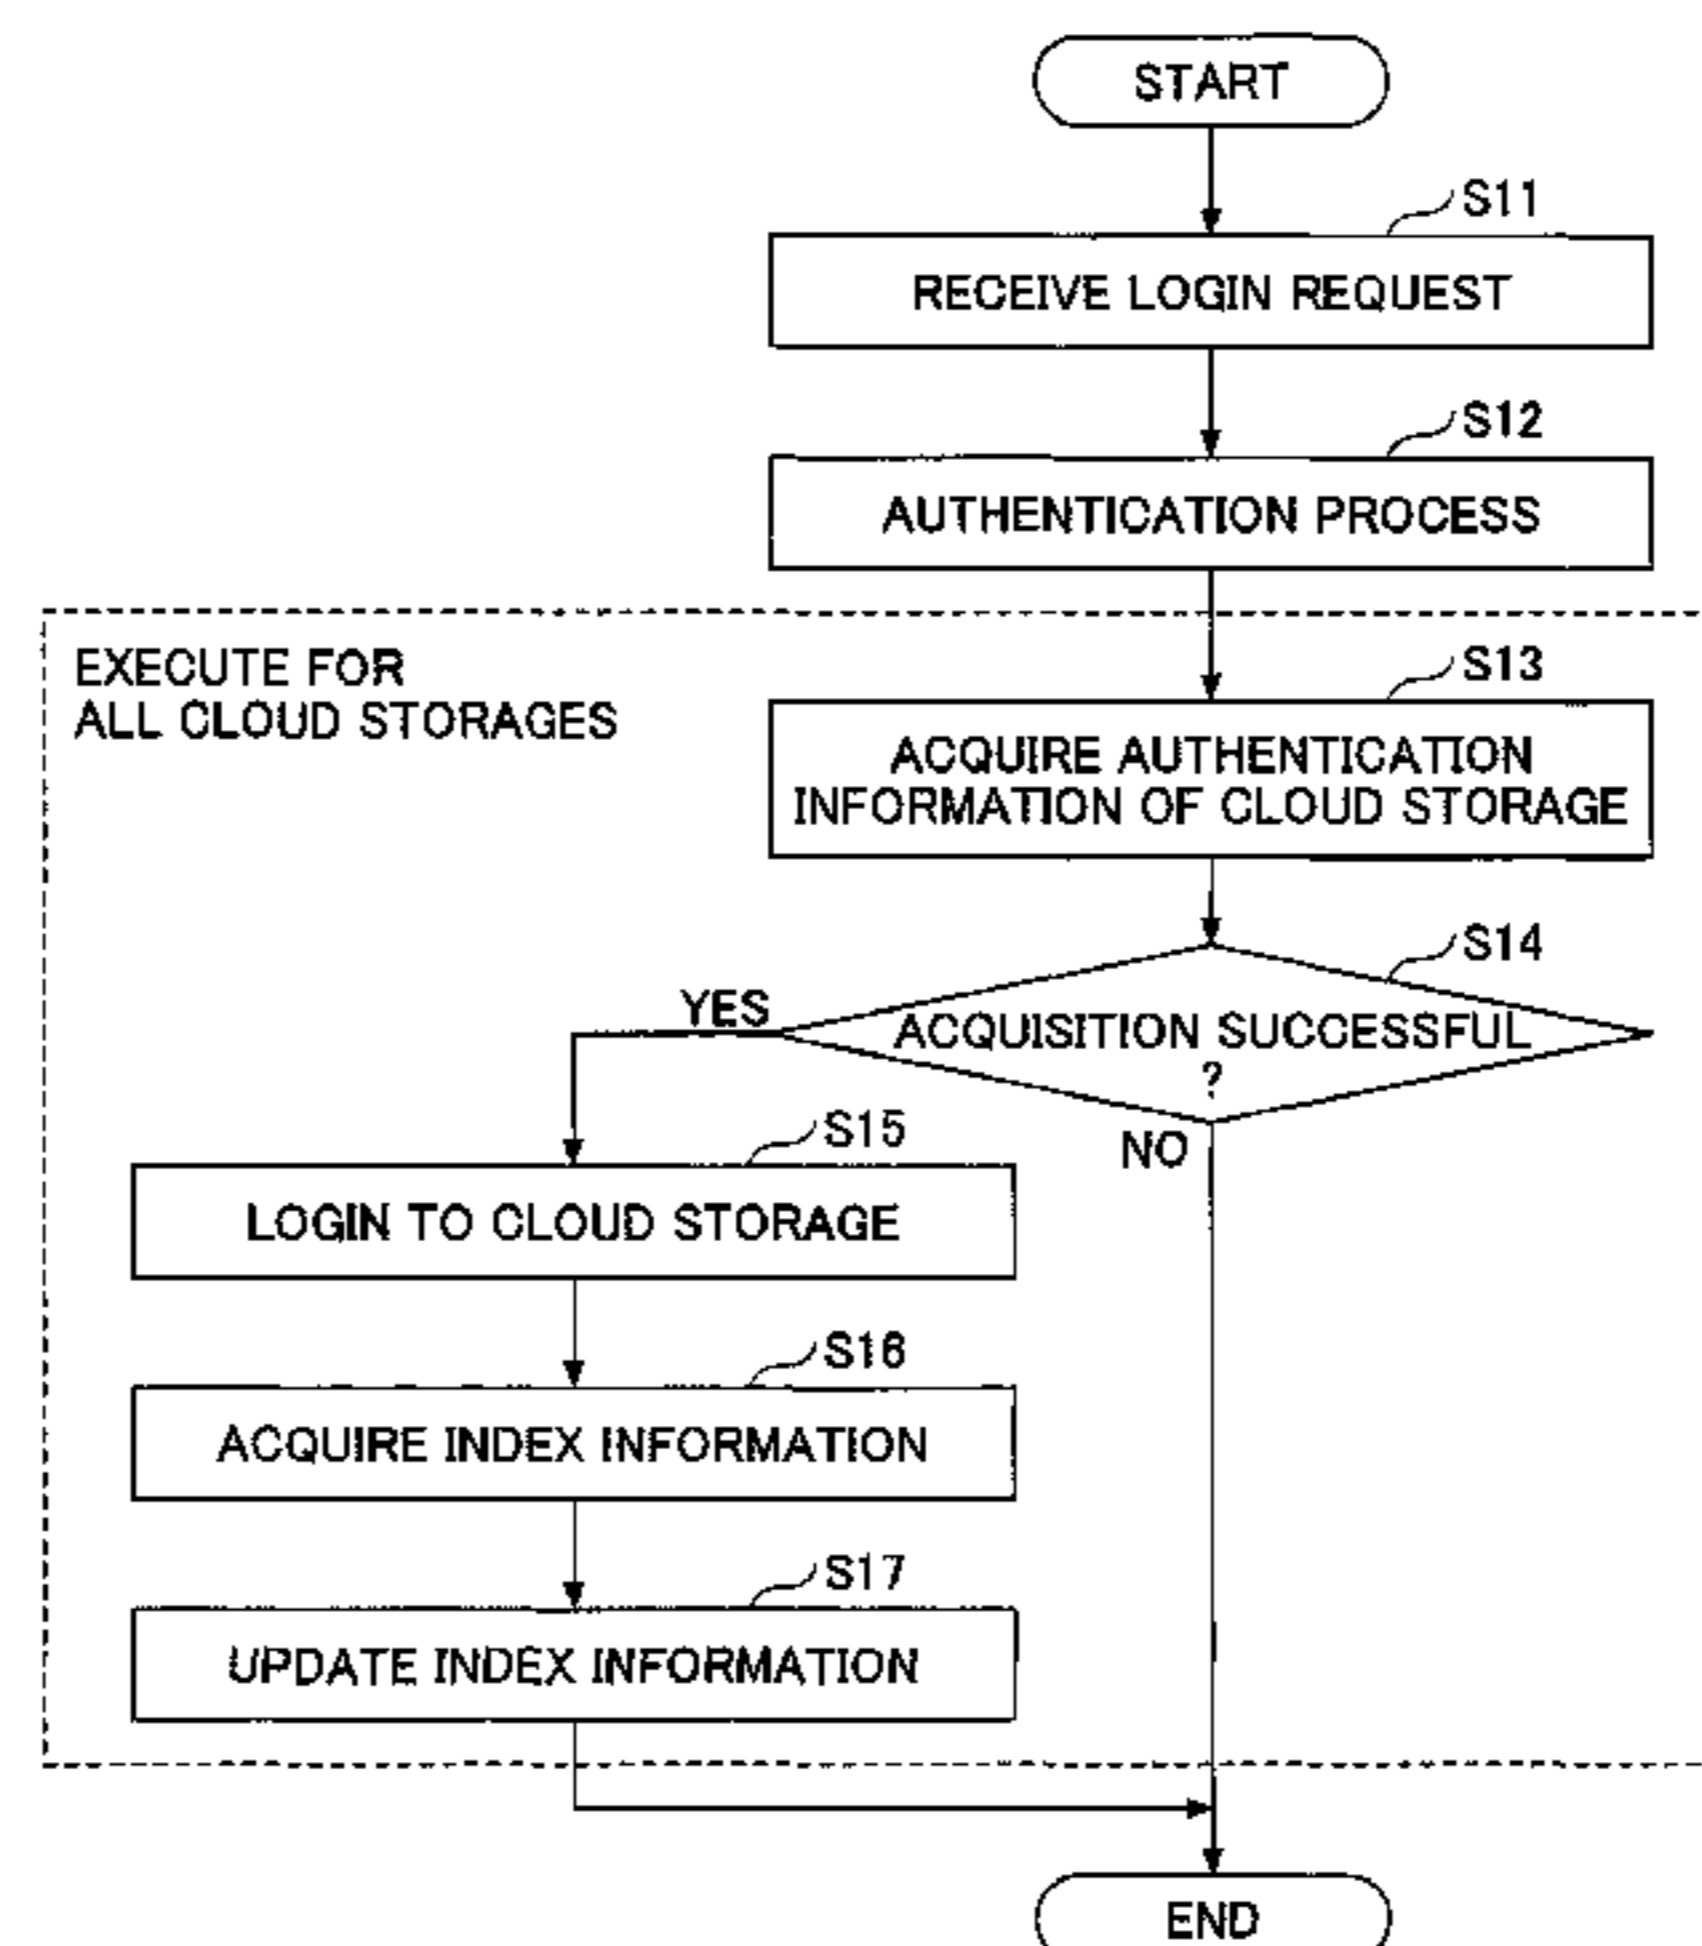 START
S11
RECEIVE LOGIN REQUEST
S12
AUTHENTICATION PROCESS
EXECUTE FOR
ALL CLOUD STORAGES
S13
ACQUIRE AUTHENTICATION
INFORMATION OF CLOUD STORAGE
S14
YES
ACQUISITION SUCCESSFUL
?
NO
S15
LOGIN TO CLOUD STORAGE
S16
ACQUIRE INDEX INFORMATION
S17
UPDATE INDEX INFORMATION
END